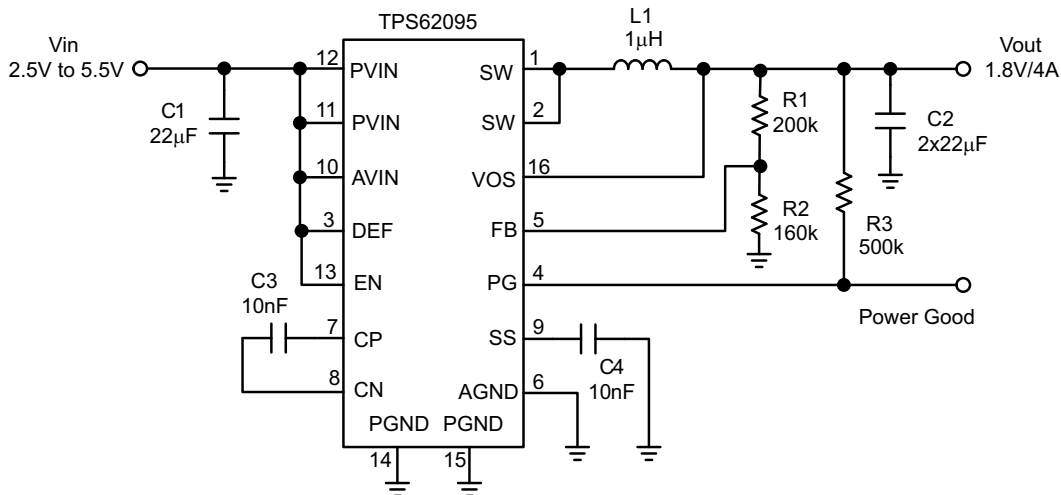 TPS62095
Vin
2.5V to 5.5V
C1
22μF
12
PVIN
11
PVIN
10
AVIN
3
DEF
13
EN
C3
10nF
7
CP
8
CN
PGND
14
PGND
15
SW
1
SW
2
VOS
16
FB
5
PG
4
SS
9
AGND
6
L1
1μH
R1
200k
R2
160k
R3
500k
C2
2x22μF
C4
10nF
Vout
1.8V/4A
Power Good